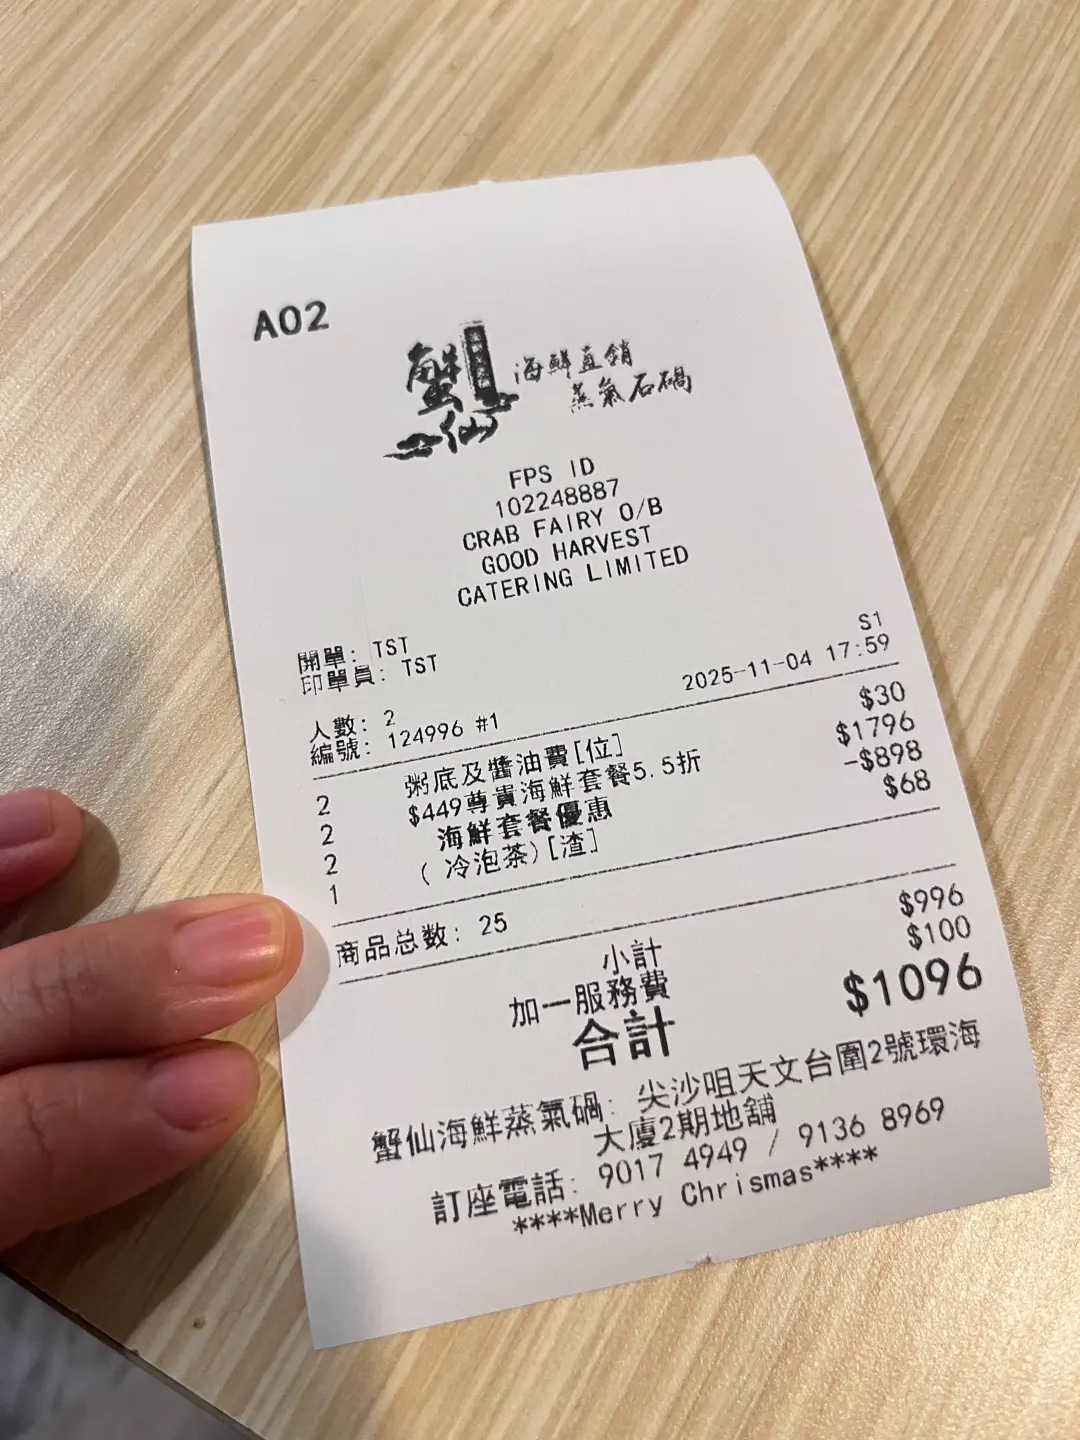 A02
蟹仙
海鮮直銷
蒸氣石鍋
FPS ID
102248887
CRAB FAIRY O/B
GOOD HARVEST
CATERING LIMITED
開單: TST
印單員: TST
S1
人數: 2
2025-11-04 17:59
編號: 124996 #1
2 粥底及醬油費[位] $30
2 $449尊貴海鮮套餐5.5折 $1796
2 海鮮套餐優惠 -$898
1 (冷泡茶)[渣] $68
商品总数: 25
小計 $996
加一服務費 $100
合計 $1096
蟹仙海鮮蒸氣鍋: 尖沙咀天文台圍2號環海
大廈2期地舖
訂座電話: 9017 4949 / 9136 8969
****Merry Chrismas****